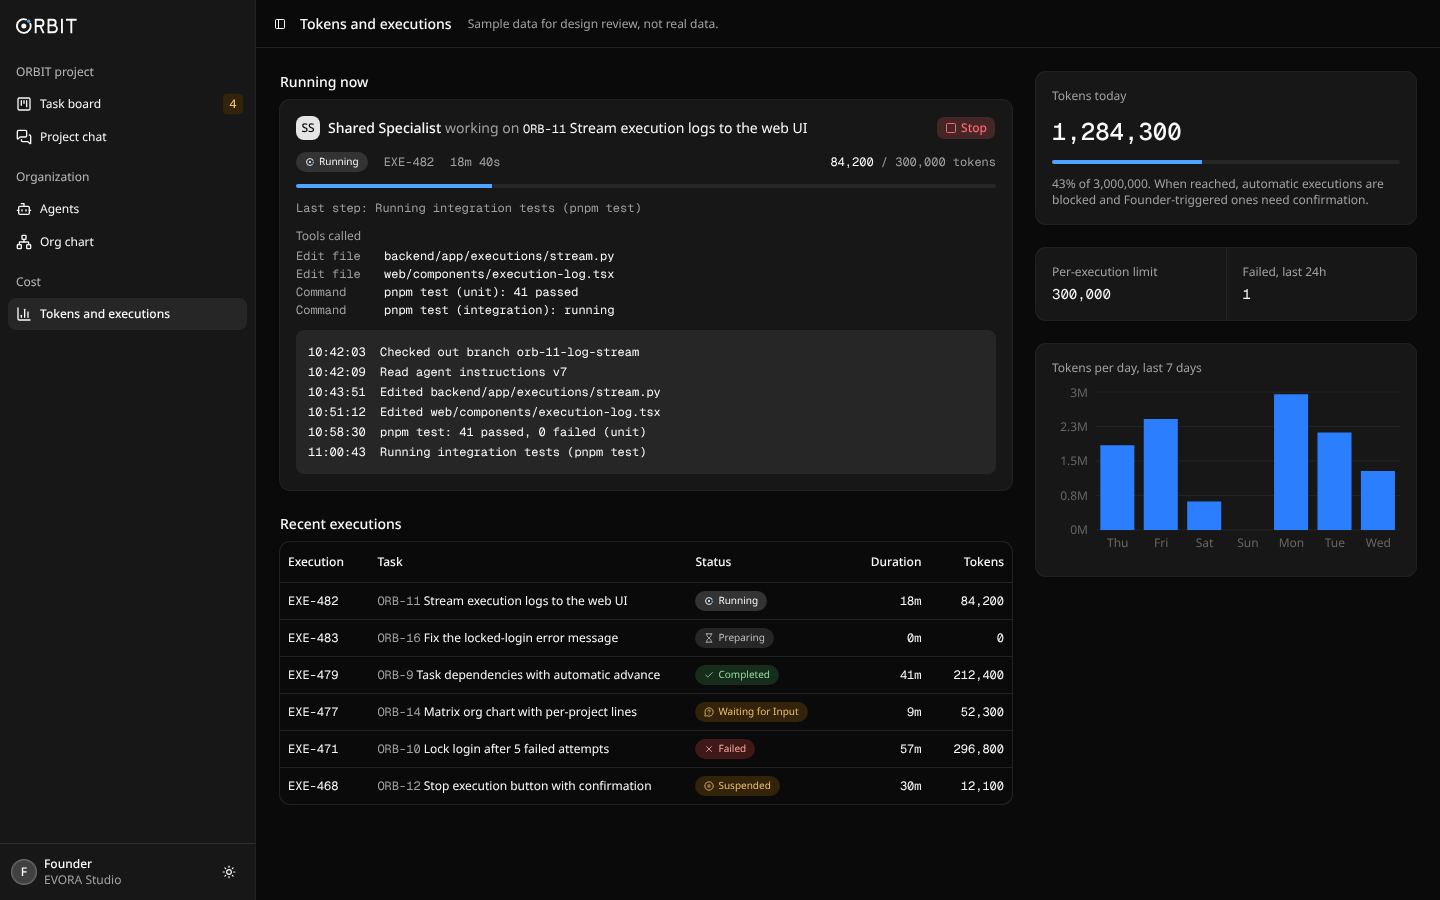 ORBIT
ORBIT project
Task board 4
Project chat
Organization
Agents
Org chart
Cost
Tokens and executions
F
Founder
EVORA Studio
Tokens and executions Sample data for design review, not real data.
Running now
SS Shared Specialist working on ORB-11 Stream execution logs to the web UI Stop
Running EXE-482 18m 40s 84,200 / 300,000 tokens
Last step: Running integration tests (pnpm test)
Tools called
Edit file backend/app/executions/stream.py
Edit file web/components/execution-log.tsx
Command pnpm test (unit): 41 passed
Command pnpm test (integration): running
10:42:03 Checked out branch orb-11-log-stream
10:42:09 Read agent instructions v7
10:43:51 Edited backend/app/executions/stream.py
10:51:12 Edited web/components/execution-log.tsx
10:58:30 pnpm test: 41 passed, 0 failed (unit)
11:00:43 Running integration tests (pnpm test)
Recent executions
Execution Task Status Duration Tokens
EXE-482 ORB-11 Stream execution logs to the web UI Running 18m 84,200
EXE-483 ORB-16 Fix the locked-login error message Preparing 0m 0
EXE-479 ORB-9 Task dependencies with automatic advance Completed 41m 212,400
EXE-477 ORB-14 Matrix org chart with per-project lines Waiting for Input 9m 52,300
EXE-471 ORB-10 Lock login after 5 failed attempts Failed 57m 296,800
EXE-468 ORB-12 Stop execution button with confirmation Suspended 30m 12,100
Tokens today
1,284,300
43% of 3,000,000. When reached, automatic executions are
blocked and Founder-triggered ones need confirmation.
Per-execution limit
300,000
Failed, last 24h
1
Tokens per day, last 7 days
3M
2.3M
1.5M
0.8M
0M
Thu Fri Sat Sun Mon Tue Wed